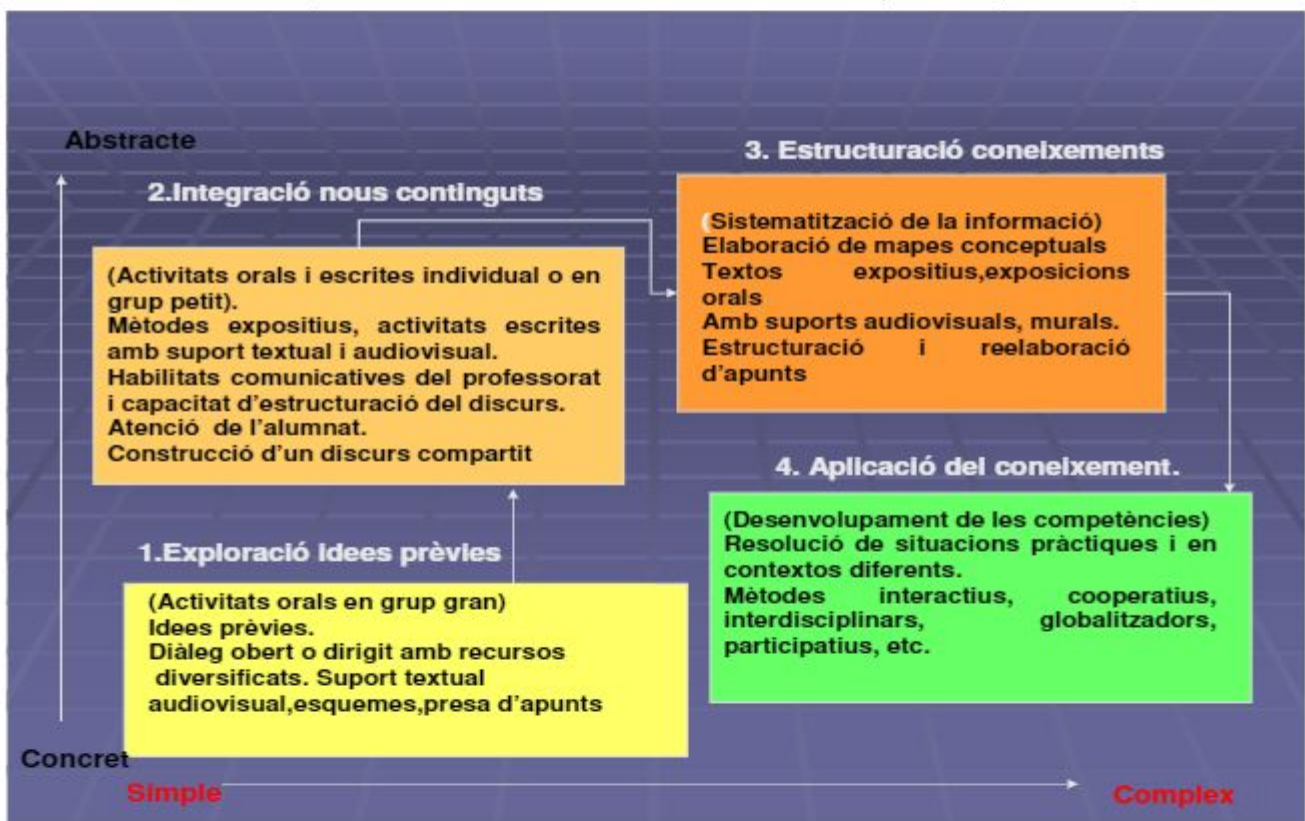 Abstracte
3. Estructuració coneixements
2.Integració nous continguts
(Sistematització de la informació)
Elaboració de mapes conceptuals
Textos expositius,exposicions
orals
Amb suports audiovisuals, murals.
Estructuració i reelaboració
d'apunts
(Activitats orals i escrites individual o en
grup petit).
Mètodes expositius, activitats escrites
amb suport textual i audiovisual.
Habilitats comunicatives del professorat
i capacitat d'estructuració del discurs.
Atenció de l'alumnat.
Construcció d'un discurs compartit
4. Aplicació del coneixement.
(Desenvolupament de les competències)
Resolució de situacions pràctiques i en
contextos diferents.
Mètodes interactius, cooperatius,
interdisciplinars, globalitzadors,
participatius, etc.
1.Exploració idees prèvies
(Activitats orals en grup gran)
Idees prèvies.
Diàleg obert o dirigit amb recursos
diversificats. Suport textual
audiovisual,esquemes,presa d'apunts
Concret
Simple
Complex